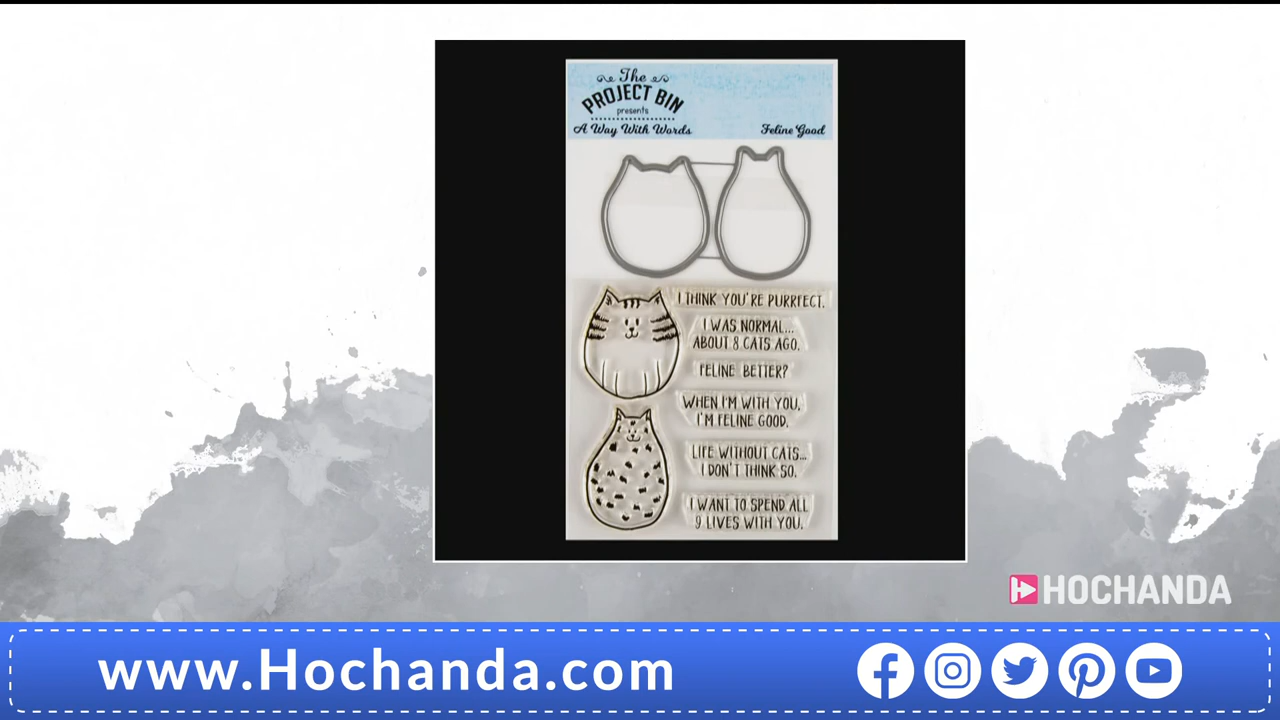 The
PROJECT BIN
presents
A Way With Words
Feline Good
I THINK YOU'RE PURRFECT.
I WAS NORMAL...
ABOUT 8 CATS AGO.
FELINE BETTER?
WHEN I'M WITH YOU,
I'M FELINE GOOD.
LIFE WITHOUT CATS...
I DON'T THINK SO.
I WANT TO SPEND ALL
9 LIVES WITH YOU.
HOCHANDA
www.Hochanda.com